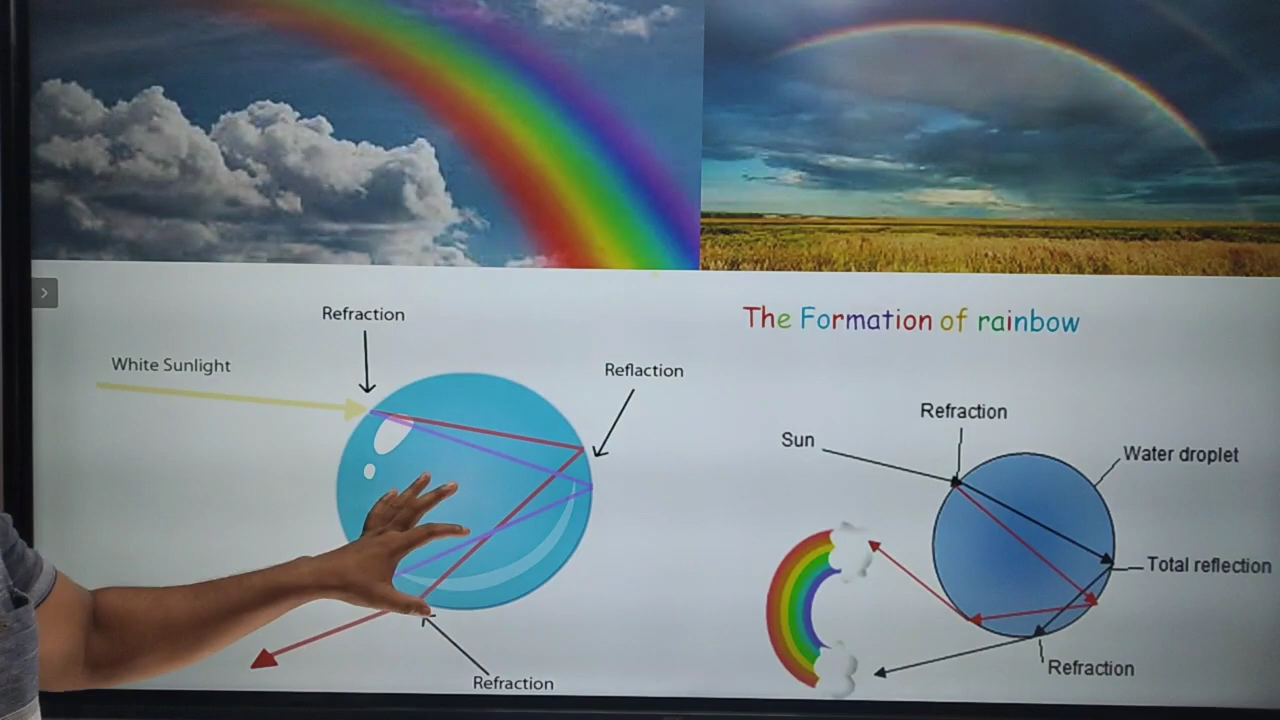 Refraction
White Sunlight
Reflaction
Refraction
The Formation of rainbow
Refraction
Sun
Water droplet
Total reflection
Refraction